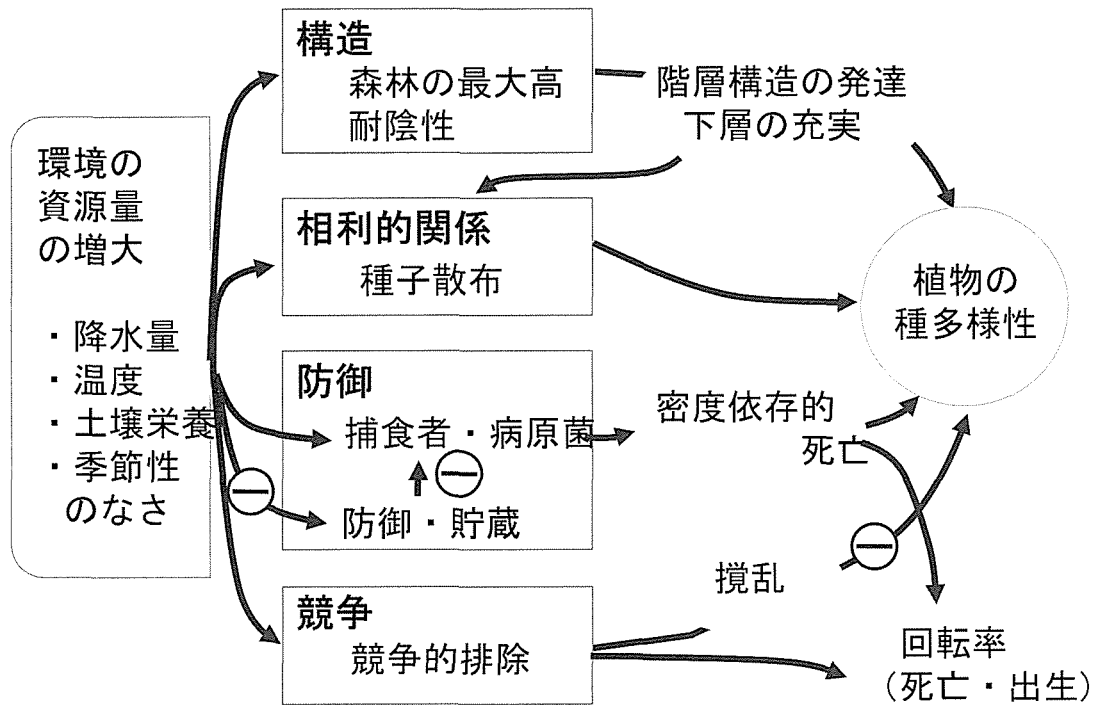 環境の
資源量
の増大
・降水量
・温度
・土壌栄養
・季節性
のなさ
構造
森林の最大高
耐陰性
階層構造の発達
下層の充実
相利的関係
種子散布
植物の
種多様性
防御
捕食者・病原菌
防御・貯蔵
密度依存的
死亡
競争
競争的排除
撹乱
回転率
（死亡・出生）